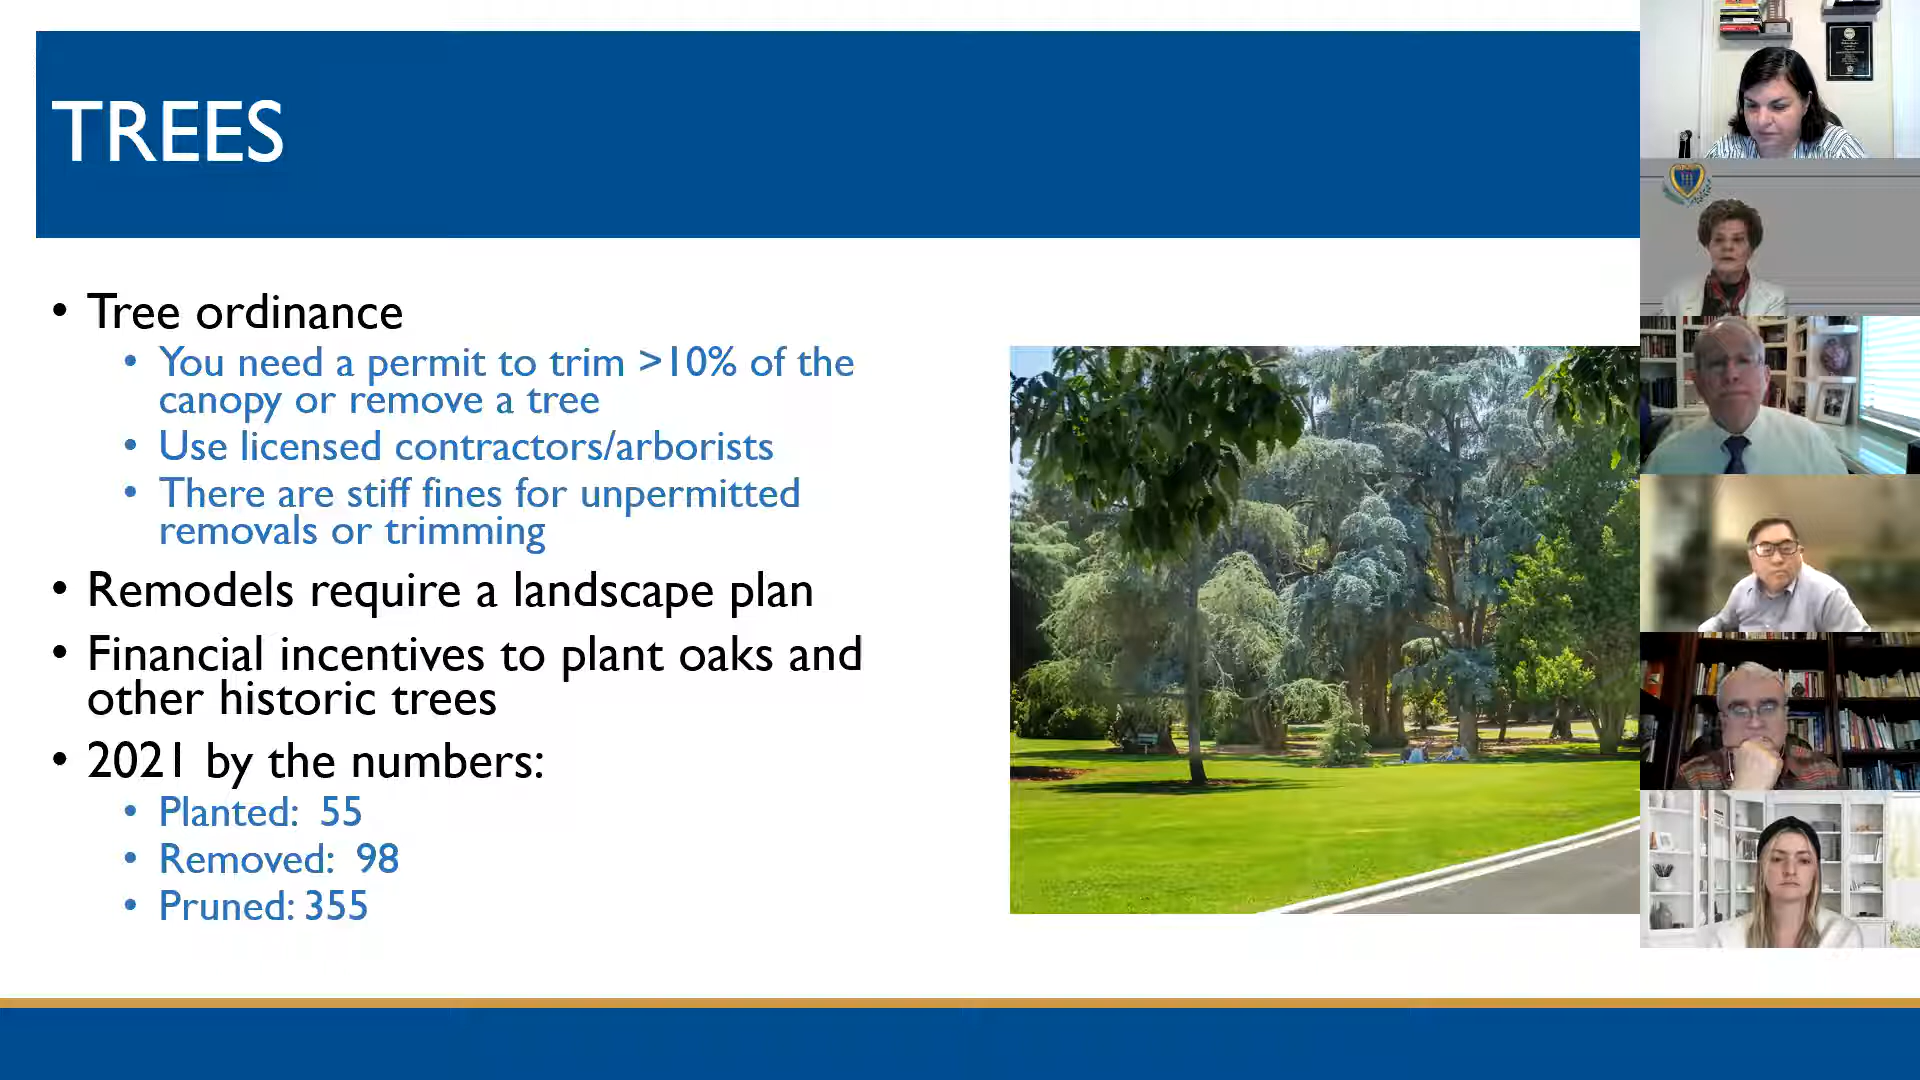 TREES
• Tree ordinance
• You need a permit to trim >10% of the
canopy or remove a tree
• Use licensed contractors/arborists
• There are stiff fines for unpermitted
removals or trimming
• Remodels require a landscape plan
• Financial incentives to plant oaks and
other historic trees
• 2021 by the numbers:
• Planted: 55
• Removed: 98
• Pruned: 355